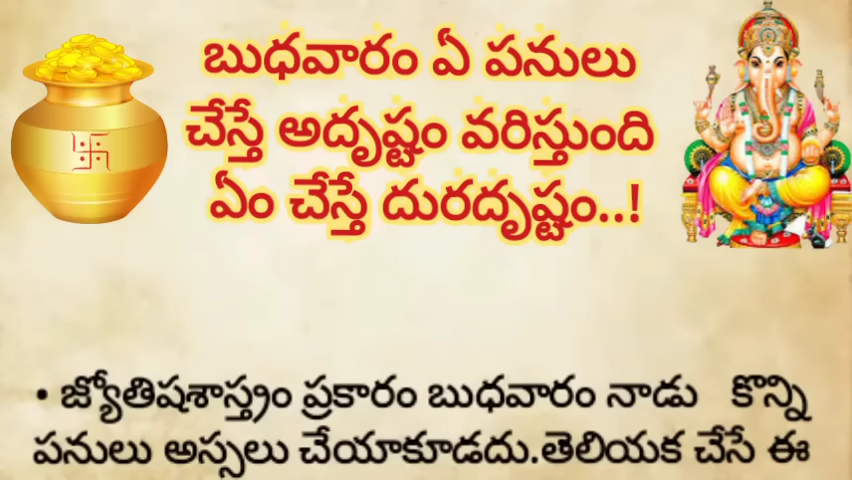 బుధవారం ఏ పనులు
చేస్తే అదృష్టం వరిస్తుంది
ఏం చేస్తే దురదృష్టం..!
• జ్యోతిషశాస్త్రం ప్రకారం బుధవారం నాడు కొన్ని
పనులు అస్సలు చేయాకూడదు.తెలియక చేసే ఈ